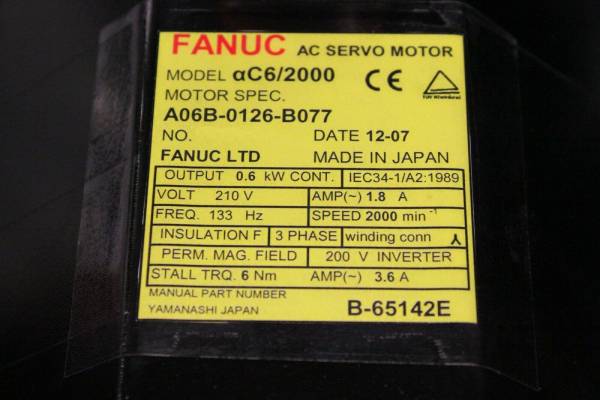 FANUC AC SERVO MOTOR
MODEL αC6/2000
MOTOR SPEC.
A06B-0126-B077
NO. DATE 12-07
FANUC LTD MADE IN JAPAN
OUTPUT 0.6 kW CONT. IEC34-1/A2:1989
VOLT 210 V AMP(~) 1.8 A
FREQ. 133 Hz SPEED 2000 min -1
INSULATION F 3 PHASE winding conn
PERM. MAG. FIELD 200 V INVERTER
STALL TRQ. 6 Nm AMP(~) 3.6 A
MANUAL PART NUMBER
YAMANASHI JAPAN B-65142E
CE
TUV Rheinland